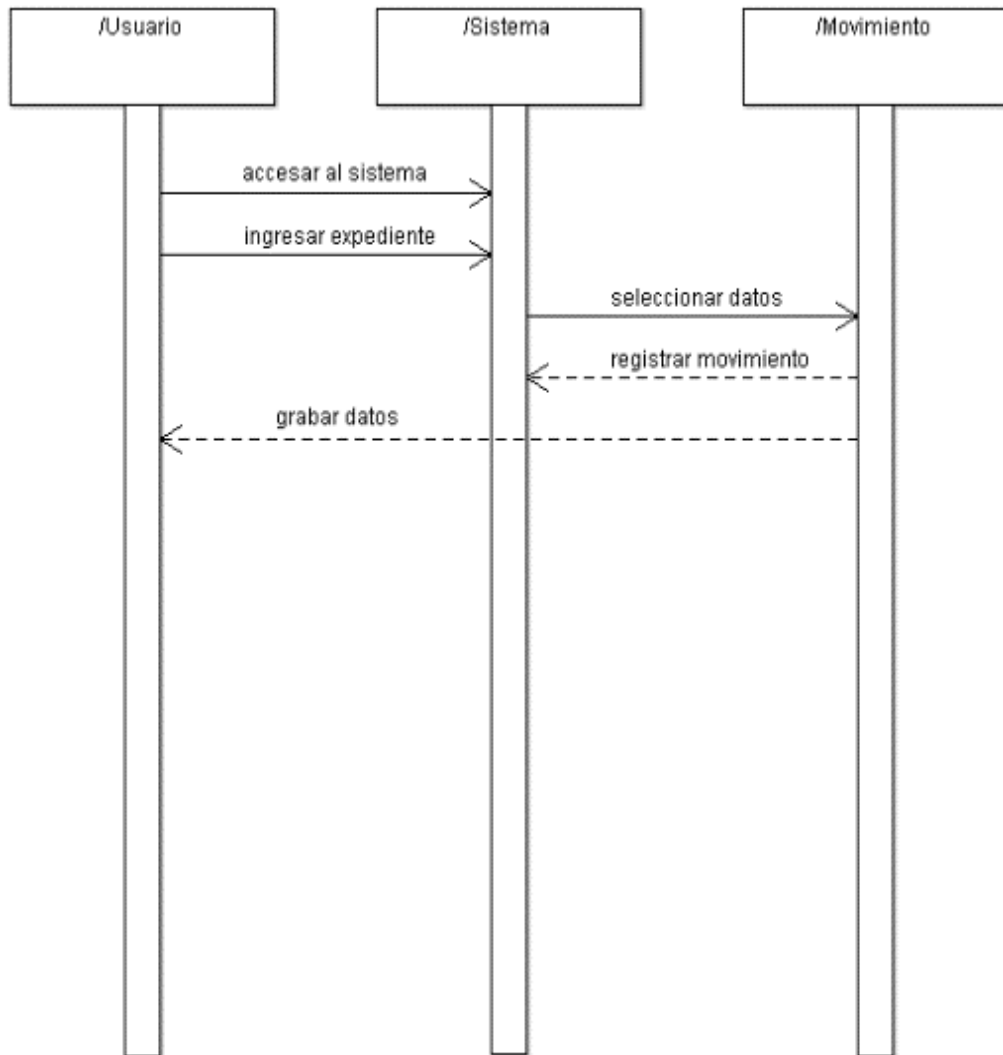 /Usuario
/Sistema
/Movimiento
accesar al sistema
ingresar expediente
seleccionar datos
registrar movimiento
grabar datos